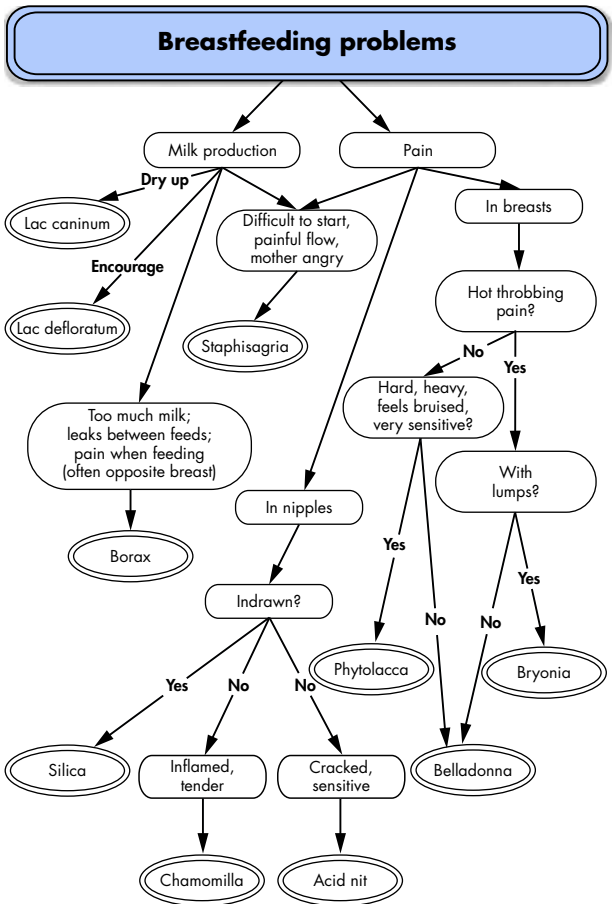 Breastfeeding problems
Milk production
Pain
Dry up
Lac caninum
Difficult to start,
painful flow,
mother angry
In breasts
Encourage
Lac defloratum
Staphisagria
Hot throbbing
pain?
No
Yes
Hard, heavy,
feels bruised,
very sensitive?
Too much milk;
leaks between feeds;
pain when feeding
(often opposite breast)
With
lumps?
In nipples
Borax
Yes
No
No
Yes
Indrawn?
Phytolacca
Bryonia
Yes
No
No
Silica
Inflamed,
tender
Cracked,
sensitive
Belladonna
Chamomilla
Acid nit